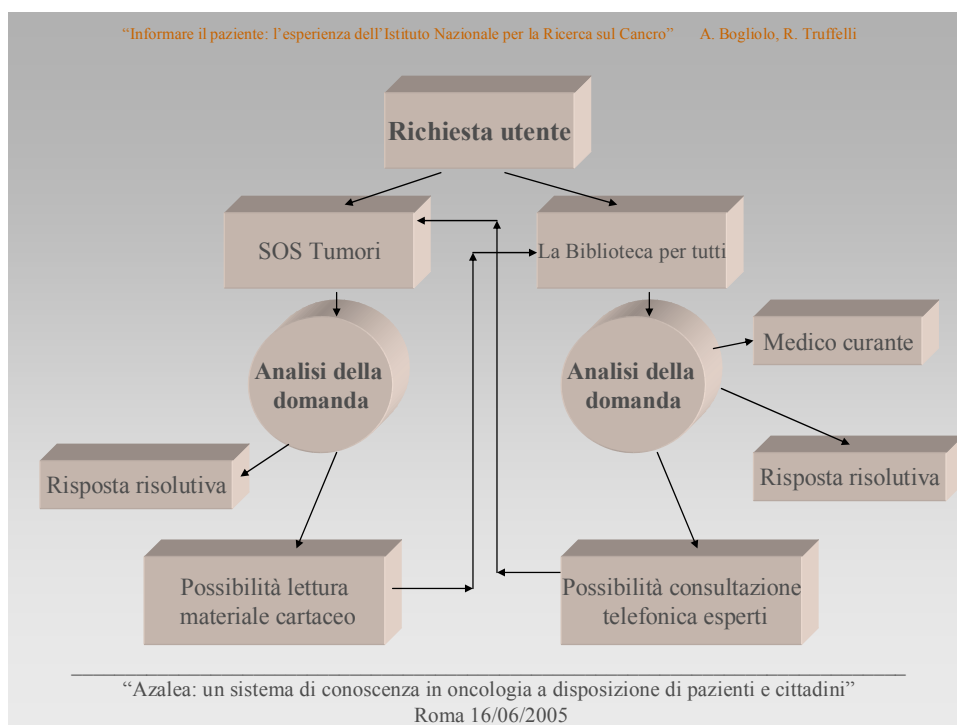 “Informare il paziente: l’esperienza dell’Istituto Nazionale per la Ricerca sul Cancro” A. Bogliolo, R. Truffelli
Richiesta utente
SOS Tumori
La Biblioteca per tutti
Analisi della
domanda
Analisi della
domanda
Medico curante
Risposta risolutiva
Risposta risolutiva
Possibilità lettura
materiale cartaceo
Possibilità consultazione
telefonica esperti
“Azalea: un sistema di conoscenza in oncologia a disposizione di pazienti e cittadini”
Roma 16/06/2005